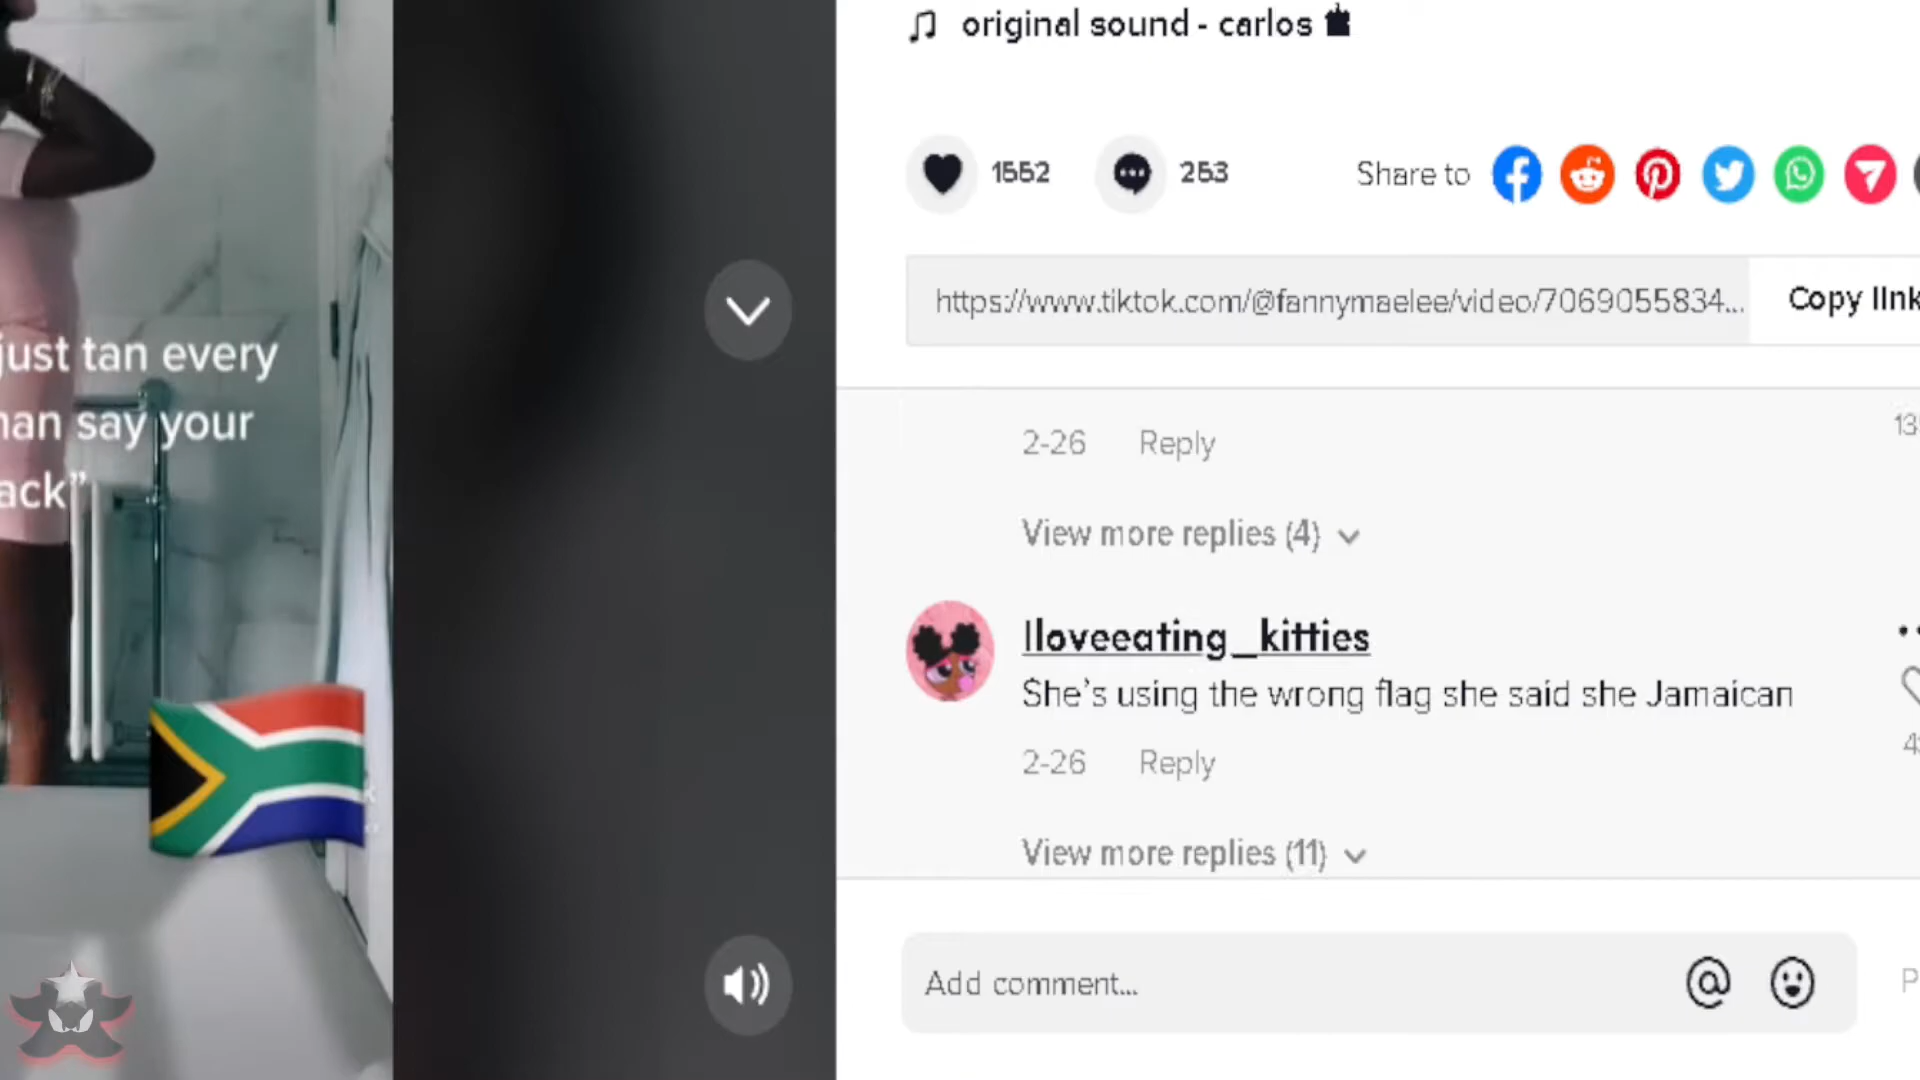 just tan every
say your
original sound - carlos
1552
253
Share to
https://www.tiktok.com/@fannymaelee/video/7069055834...
Copy link
2-26 Reply
View more replies (4)
Iloveeating_kitties
She's using the wrong flag she said she Jamaican
2-26 Reply
View more replies (11)
Add comment...
@